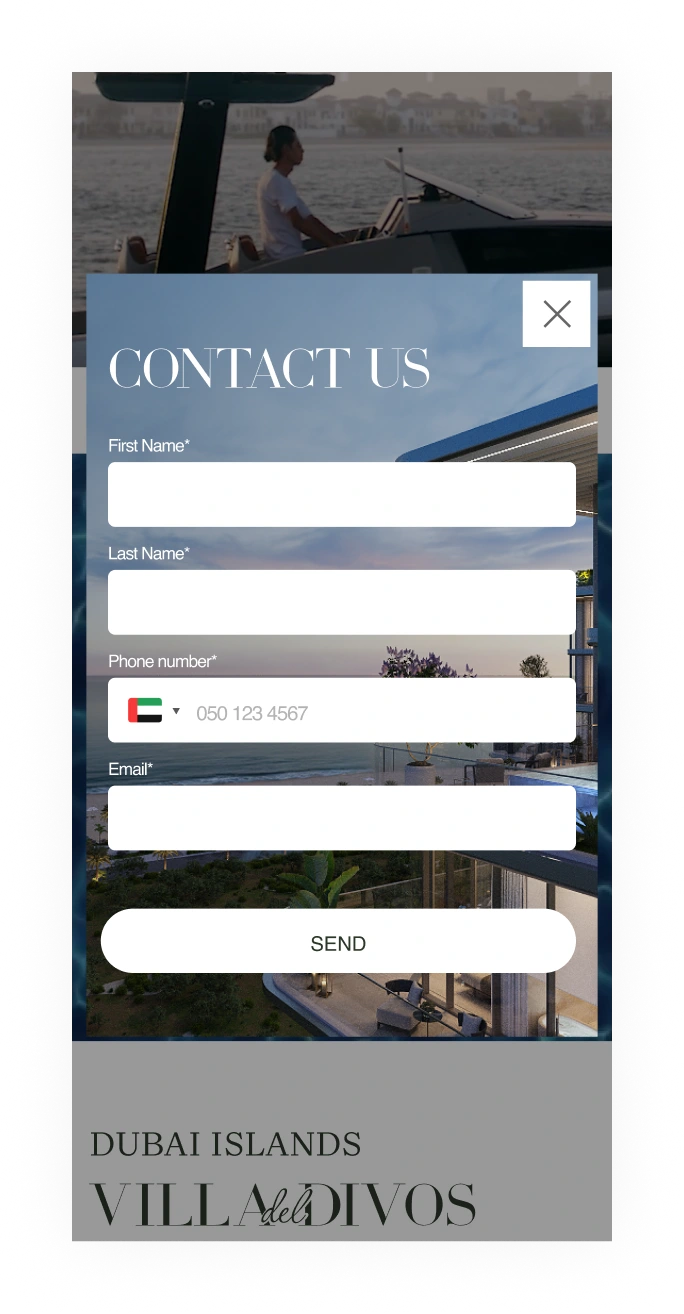 CONTACT US
First Name*
Last Name*
Phone number*
050 123 4567
Email*
SEND
DUBAI ISLANDS
VILLA del DIVOS